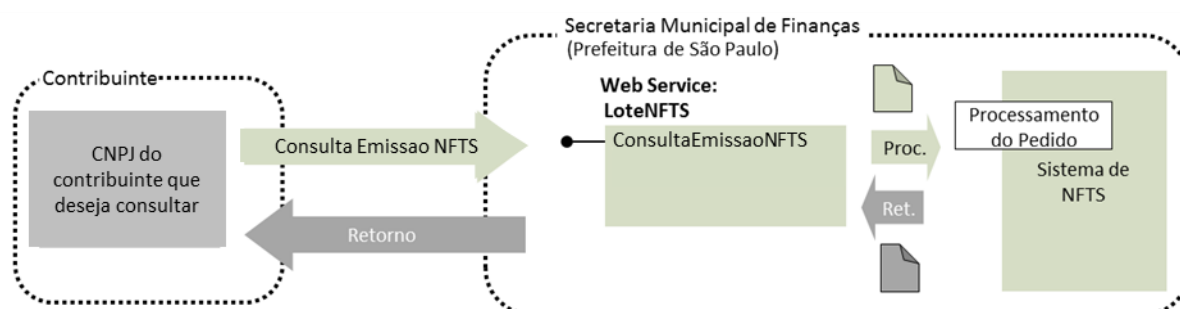 Secretaria Municipal de Finanças
(Prefeitura de São Paulo)
Contribuinte
CNPJ do
contribuinte que
deseja consultar
Consulta Emissao NFTS
Retorno
Web Service:
LoteNFTS
ConsultaEmissaoNFTS
Proc.
Ret.
Processamento
do Pedido
Sistema de
NFTS